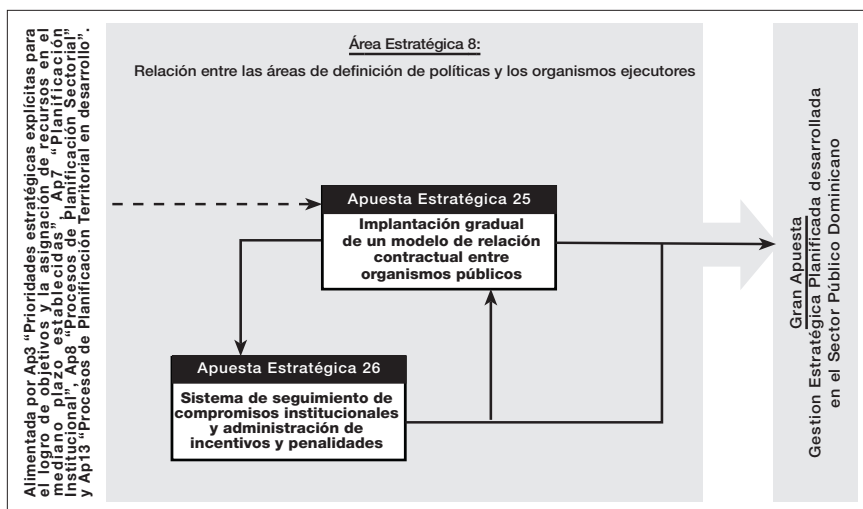 Alimentada por Ap3 “Prioridades estratégicas explícitas para
el logro de objetivos y la asignación de recursos en el
mediano plazo establecidas”, Ap7 “Planificación
Institucional”, Ap8 “Procesos de Planificación Sectorial”
y Ap13 “Procesos de Planificación Territorial en desarrollo”.
Área Estratégica 8:
Relación entre las áreas de definición de políticas y los organismos ejecutores
Apuesta Estratégica 25
Implantación gradual
de un modelo de relación
contractual entre
organismos públicos
Apuesta Estratégica 26
Sistema de seguimiento de
compromisos institucionales
y administración de
incentivos y penalidades
Gran Apuesta
Gestion Estratégica Planificada desarrollada
en el Sector Público Dominicano